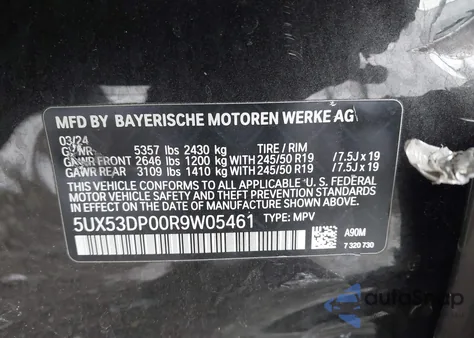 MFD BY BAYERISCHE MOTOREN WERKE AG
03/24
GVWR: 5357 lbs 2430 kg TIRE / RIM
GAWR FRONT 2646 lbs 1200 kg WITH 245/50 R19 /7.5J x 19
GAWR REAR 3109 lbs 1410 kg WITH 245/50 R19 /7.5J x 19
THIS VEHICLE CONFORMS TO ALL APPLICABLE U.S. FEDERAL
MOTOR VEHICLE SAFETY AND THEFT PREVENTION
STANDARDS IN EFFECT ON THE DATE OF MANUFACTURE
SHOWN ABOVE.
5UX53DP00R9W05461 TYPE: MPV
A90M
7 320 730
autoSnap